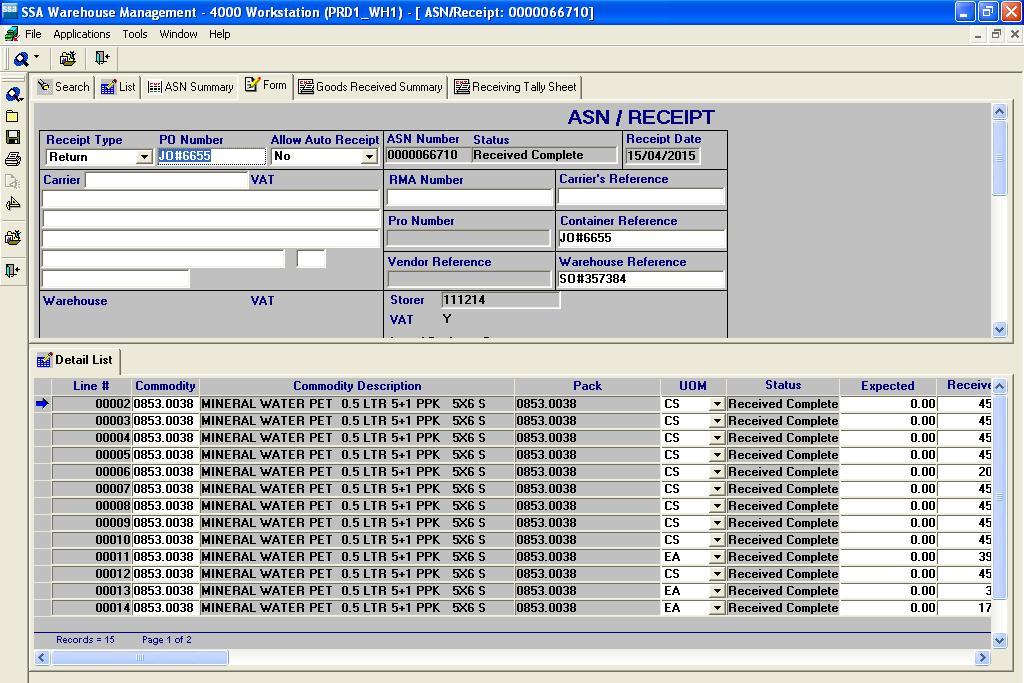 SSA Warehouse Management - 4000 Workstation (PRD1_WH1) - [ ASN/Receipt: 0000066710]
File Applications Tools Window Help
Search List ASN Summary Form Goods Received Summary Receiving Tally Sheet
ASN / RECEIPT
Receipt Type PO Number Allow Auto Receipt ASN Number Status Receipt Date
Return JO#6655 No 0000066710 Received Complete 15/04/2015
Carrier VAT RMA Number Carrier's Reference
Pro Number Container Reference
JO#6655
Vendor Reference Warehouse Reference
SO#357384
Warehouse VAT Storer 111214
VAT Y
Detail List
Line # Commodity Commodity Description Pack UOM Status Expected Receive
00002 0853.0038 MINERAL WATER PET 0.5 LTR 5+1 PPK 5X6 S 0853.0038 CS Received Complete 0.00 45
00003 0853.0038 MINERAL WATER PET 0.5 LTR 5+1 PPK 5X6 S 0853.0038 CS Received Complete 0.00 45
00004 0853.0038 MINERAL WATER PET 0.5 LTR 5+1 PPK 5X6 S 0853.0038 CS Received Complete 0.00 45
00005 0853.0038 MINERAL WATER PET 0.5 LTR 5+1 PPK 5X6 S 0853.0038 CS Received Complete 0.00 45
00006 0853.0038 MINERAL WATER PET 0.5 LTR 5+1 PPK 5X6 S 0853.0038 CS Received Complete 0.00 20
00007 0853.0038 MINERAL WATER PET 0.5 LTR 5+1 PPK 5X6 S 0853.0038 CS Received Complete 0.00 45
00008 0853.0038 MINERAL WATER PET 0.5 LTR 5+1 PPK 5X6 S 0853.0038 CS Received Complete 0.00 45
00009 0853.0038 MINERAL WATER PET 0.5 LTR 5+1 PPK 5X6 S 0853.0038 CS Received Complete 0.00 45
00010 0853.0038 MINERAL WATER PET 0.5 LTR 5+1 PPK 5X6 S 0853.0038 CS Received Complete 0.00 45
00011 0853.0038 MINERAL WATER PET 0.5 LTR 5+1 PPK 5X6 S 0853.0038 EA Received Complete 0.00 39
00012 0853.0038 MINERAL WATER PET 0.5 LTR 5+1 PPK 5X6 S 0853.0038 CS Received Complete 0.00 45
00013 0853.0038 MINERAL WATER PET 0.5 LTR 5+1 PPK 5X6 S 0853.0038 EA Received Complete 0.00 3
00014 0853.0038 MINERAL WATER PET 0.5 LTR 5+1 PPK 5X6 S 0853.0038 EA Received Complete 0.00 17
Records = 15 Page 1 of 2